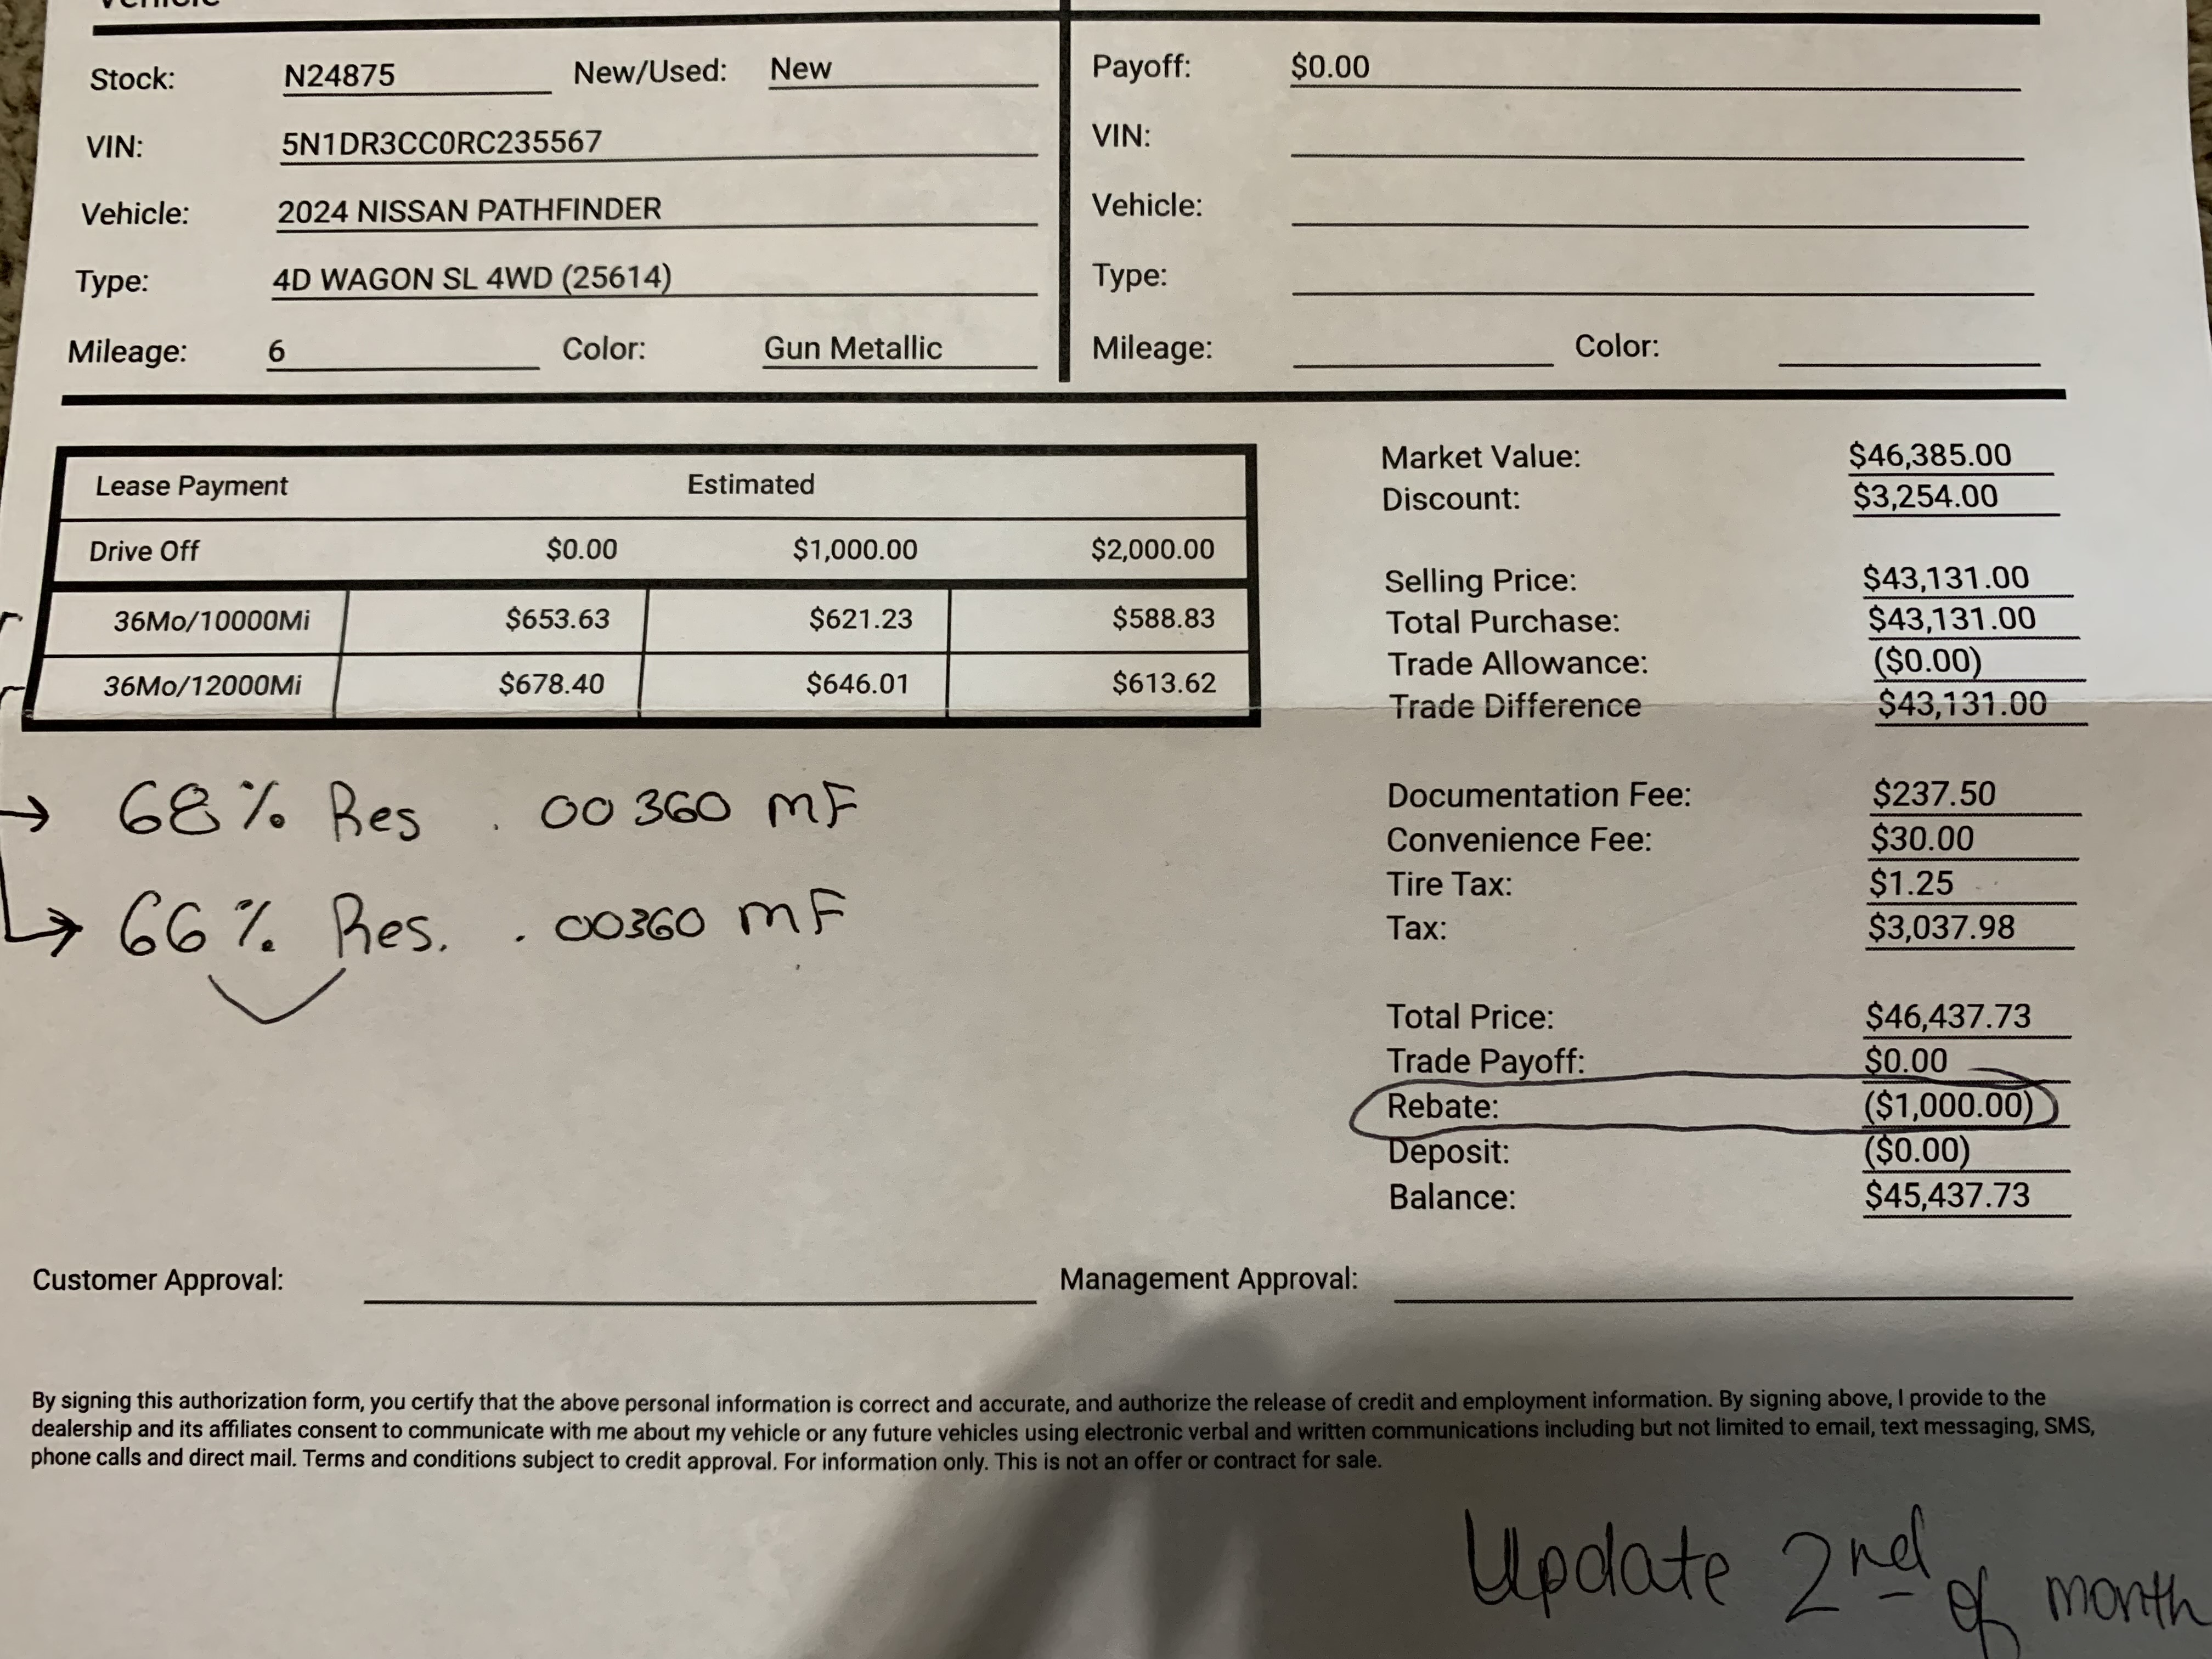 Vehicle
Stock: N24875 New/Used: New
VIN: 5N1DR3CC0RC235567
Vehicle: 2024 NISSAN PATHFINDER
Type: 4D WAGON SL 4WD (25614)
Mileage: 6 Color: Gun Metallic
Payoff: $0.00
VIN:
Vehicle:
Type:
Mileage: Color:
Lease Payment Estimated
Drive Off $0.00 $1,000.00 $2,000.00
36Mo/10000Mi $653.63 $621.23 $588.83
36Mo/12000Mi $678.40 $646.01 $613.62
68% Res .00360 mF
66% Res. .00360 mF
Market Value: $46,385.00
Discount: $3,254.00
Selling Price: $43,131.00
Total Purchase: $43,131.00
Trade Allowance: ($0.00)
Trade Difference $43,131.00
Documentation Fee: $237.50
Convenience Fee: $30.00
Tire Tax: $1.25
Tax: $3,037.98
Total Price: $46,437.73
Trade Payoff: $0.00
Rebate: ($1,000.00)
Deposit: ($0.00)
Balance: $45,437.73
Customer Approval: Management Approval:
By signing this authorization form, you certify that the above personal information is correct and accurate, and authorize the release of credit and employment information. By signing above, I provide to the
dealership and its affiliates consent to communicate with me about my vehicle or any future vehicles using electronic verbal and written communications including but not limited to email, text messaging, SMS,
phone calls and direct mail. Terms and conditions subject to credit approval. For information only. This is not an offer or contract for sale.
Update 2nd of month